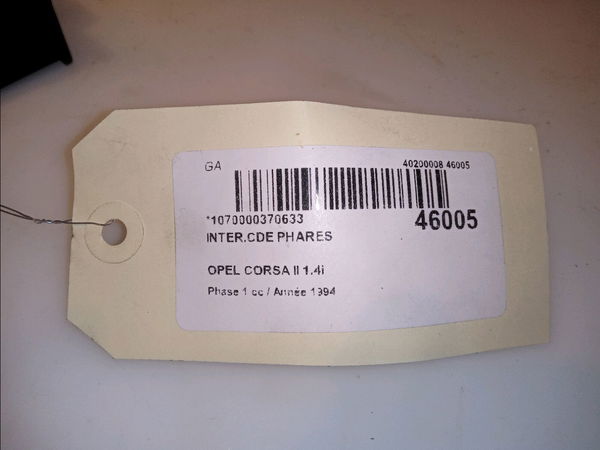 GA 40200008 46005
*1070000370633 46005
INTER.CDE PHARES
OPEL CORSA II 1.4i
Phase 1 cc / Année 1994